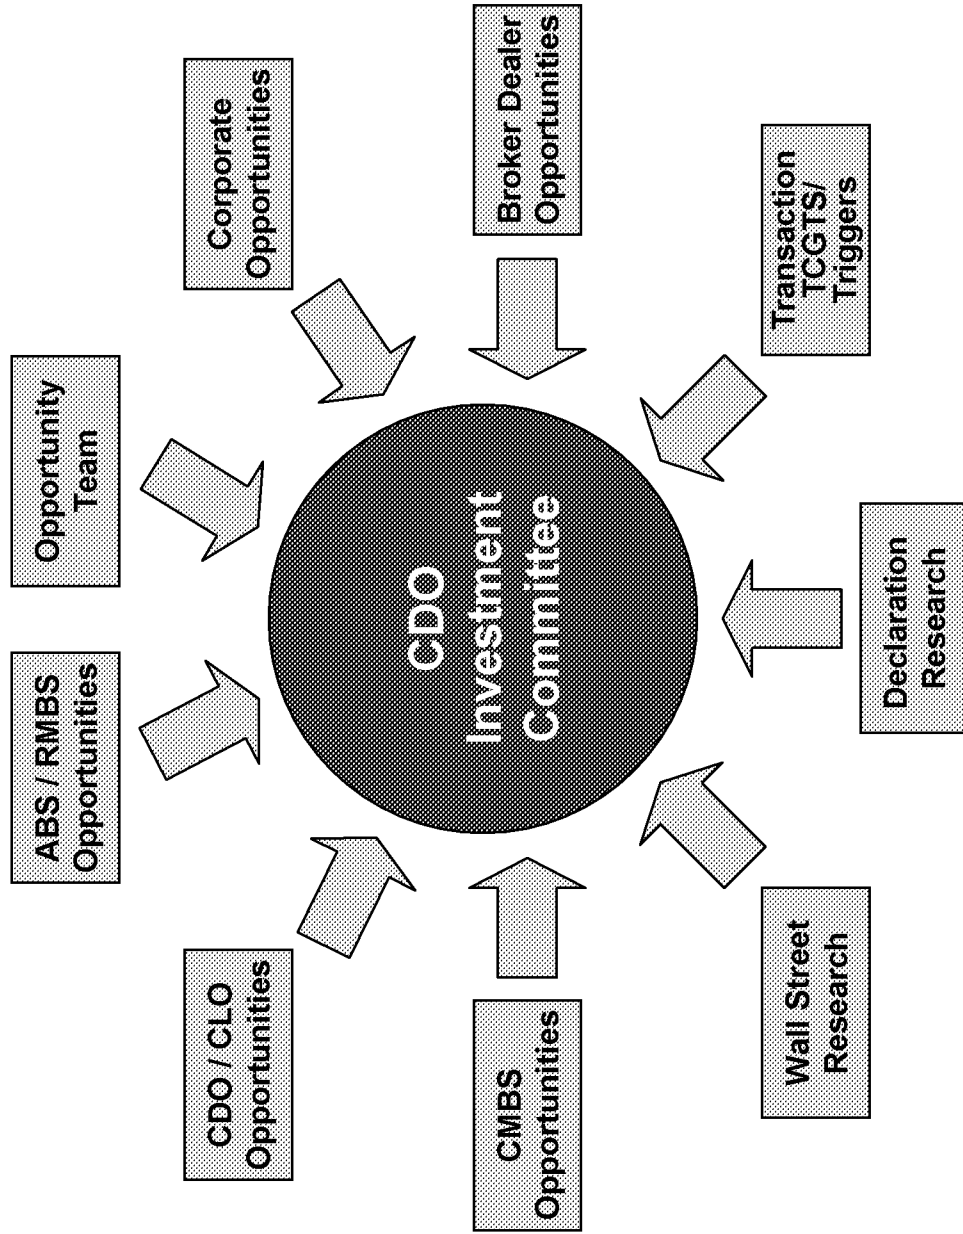 ABS / RMBS
Opportunities
Opportunity
Team
CDO / CLO
Opportunities
Corporate
Opportunities
CMBS
Opportunities
CDO
Investment
Committee
Broker Dealer
Opportunities
Wall Street
Research
Transaction
TCGTS/
Triggers
Declaration
Research